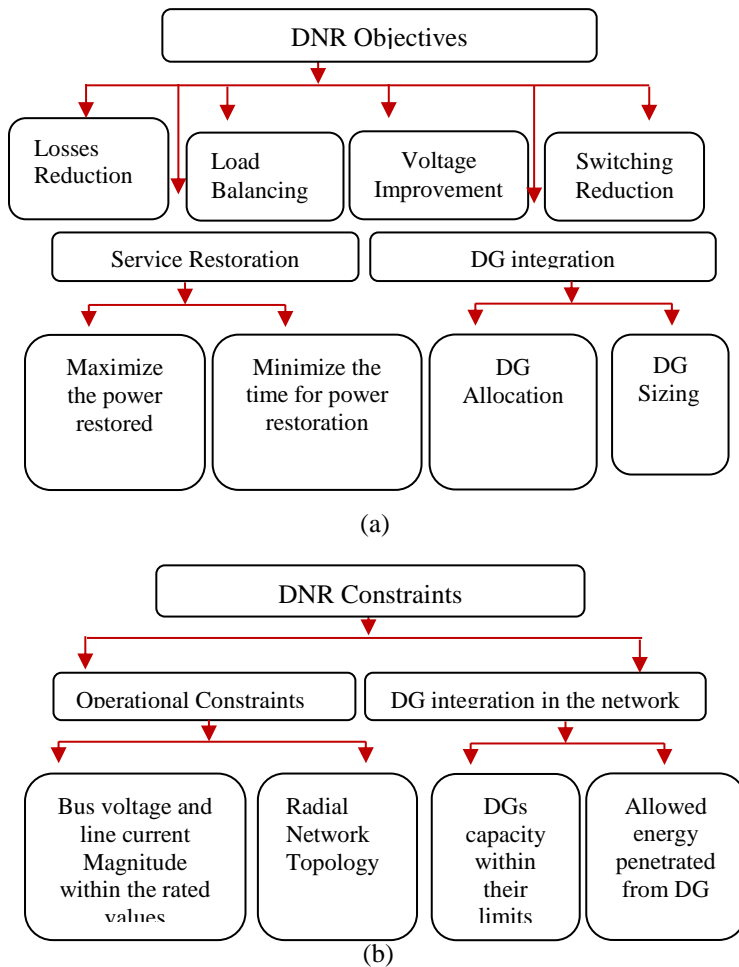 DNR Objectives
Losses
Reduction
Load
Balancing
Voltage
Improvement
Switching
Reduction
Service Restoration
DG integration
Maximize
the power
restored
Minimize the
time for power
restoration
DG
Allocation
DG
Sizing
(a)
DNR Constraints
Operational Constraints
DG integration in the network
Bus voltage and
line current
Magnitude
within the rated
values
Radial
Network
Topology
DGs
capacity
within
their
limits
Allowed
energy
penetrated
from DG
(b)